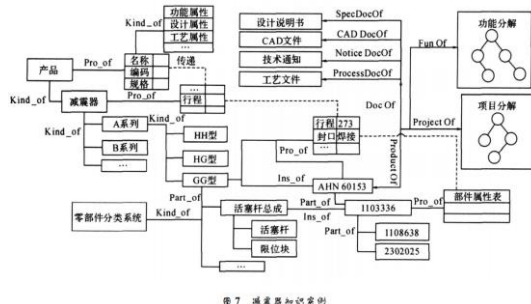 功能属性
设计属性
工艺属性
...
Kind_of
产品
Pro_of
名称
编码
规格
传递
Kind_of
减震器
Pro_of
...
行程
Kind_of
A系列
B系列
...
Kind_of
HH型
HG型
GG型
设计说明书
CAD文件
技术通知
工艺文件
SpecDocOf
CAD DocOf
Notice DocOf
ProcessDocOf
Doc Of
Fun Of
功能分解
Project Of
项目分解
ProductOf
行程 273
封口 焊接
...
Pro_of
Ins_of
AHN 60153
Part_of
零部件分类系统
Kind_of
Part_of
活塞杆总成
Ins_of
1103336
Pro_of
部件属性表
活塞杆
限位块
...
Part_of
1108638
2302025
图 7 减震器知识实例